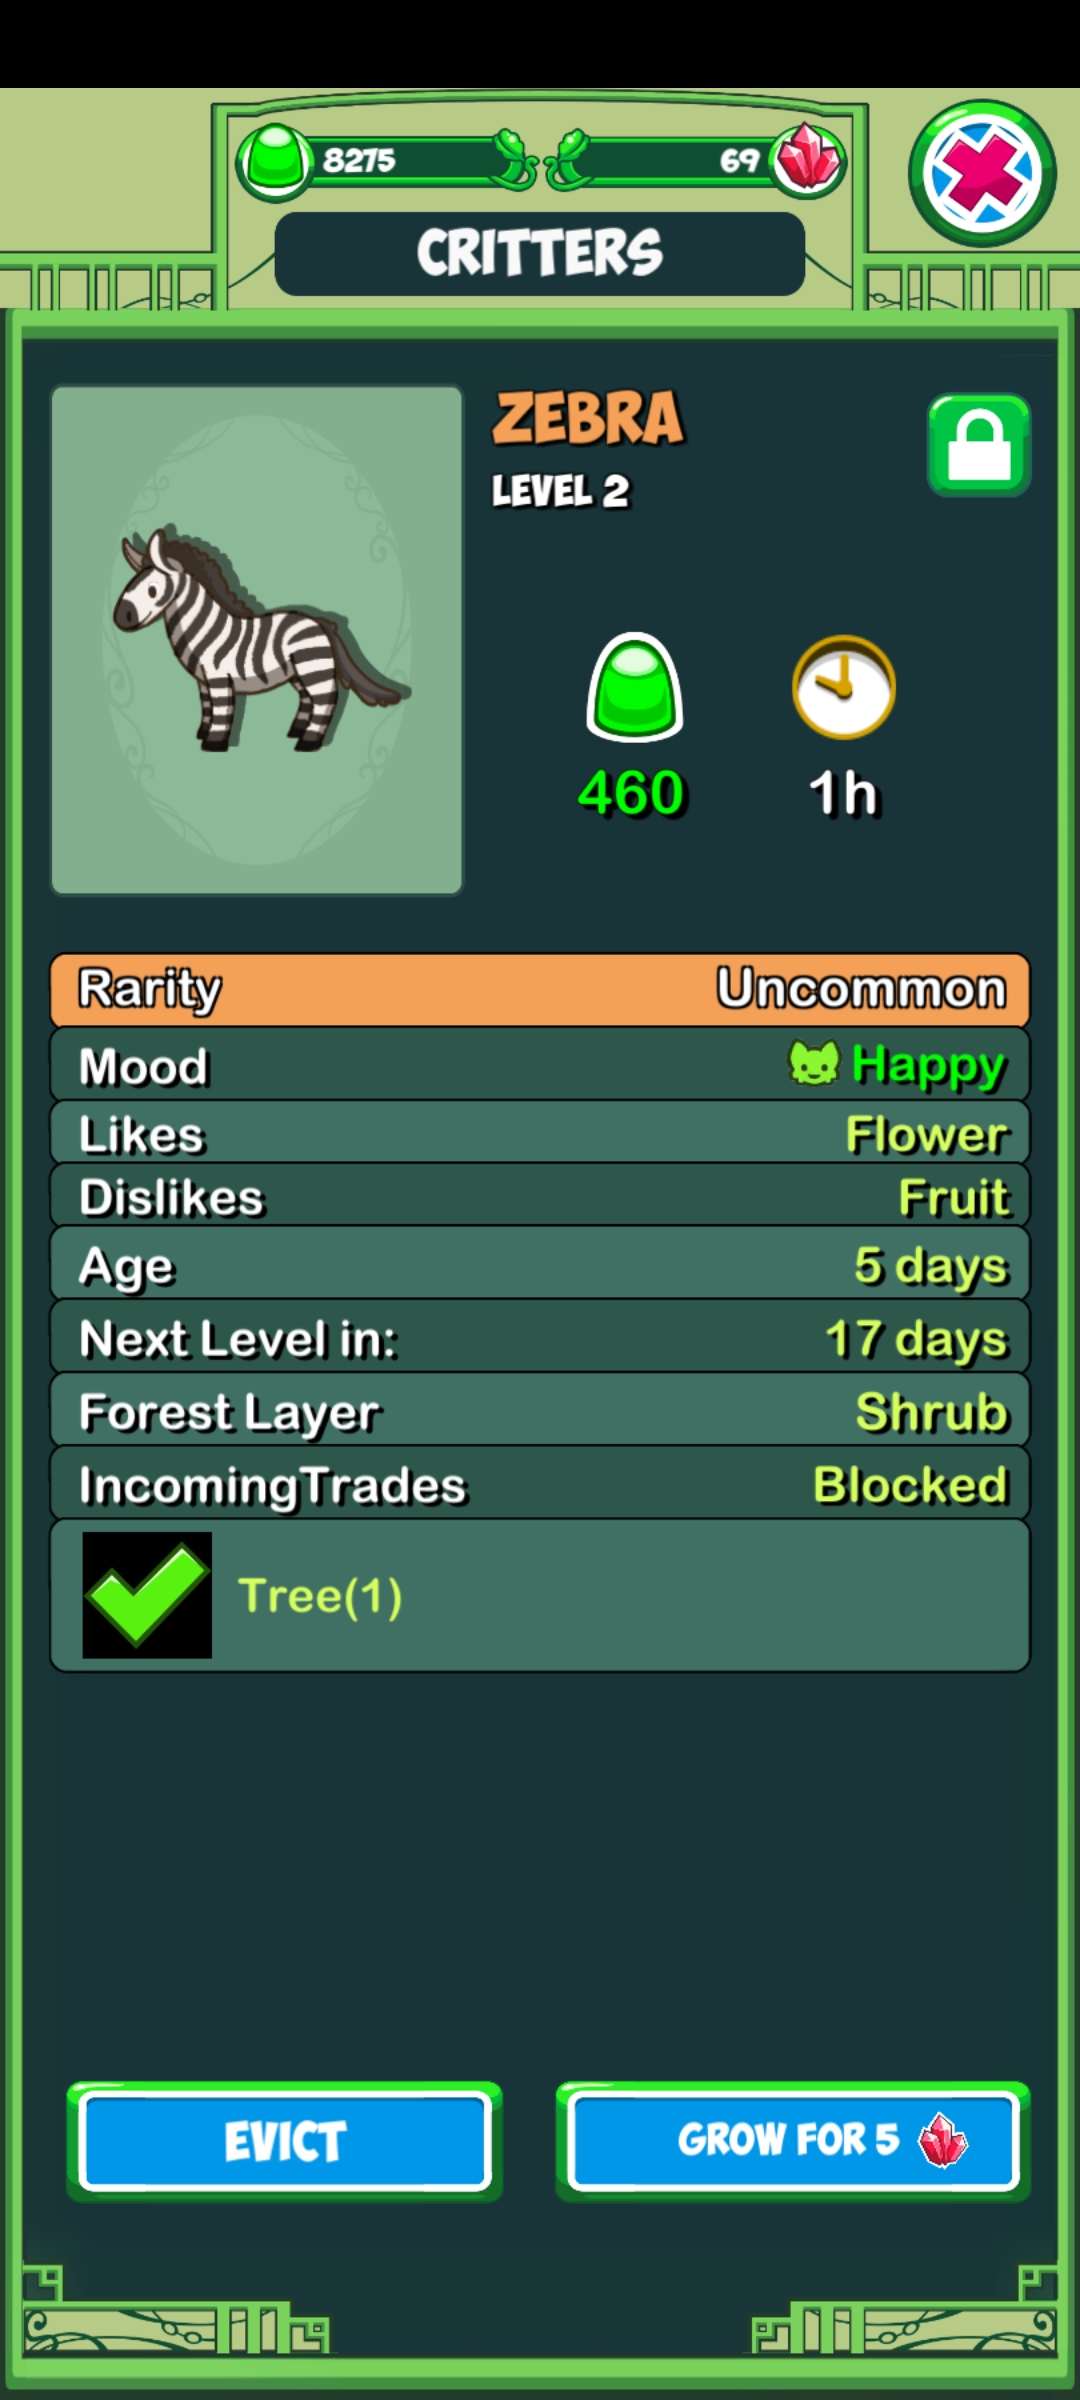 8275 69
CRITTERS
ZEBRA
LEVEL 2
460 1h
Rarity Uncommon
Mood Happy
Likes Flower
Dislikes Fruit
Age 5 days
Next Level in: 17 days
Forest Layer Shrub
IncomingTrades Blocked
Tree(1)
EVICT GROW FOR 5